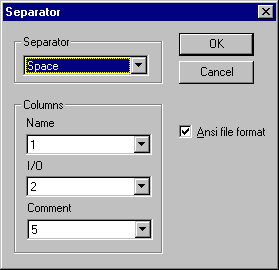 Separator
Separator
Space
OK
Cancel
Columns
Name
1
Ansi file format
I/O
2
Comment
5